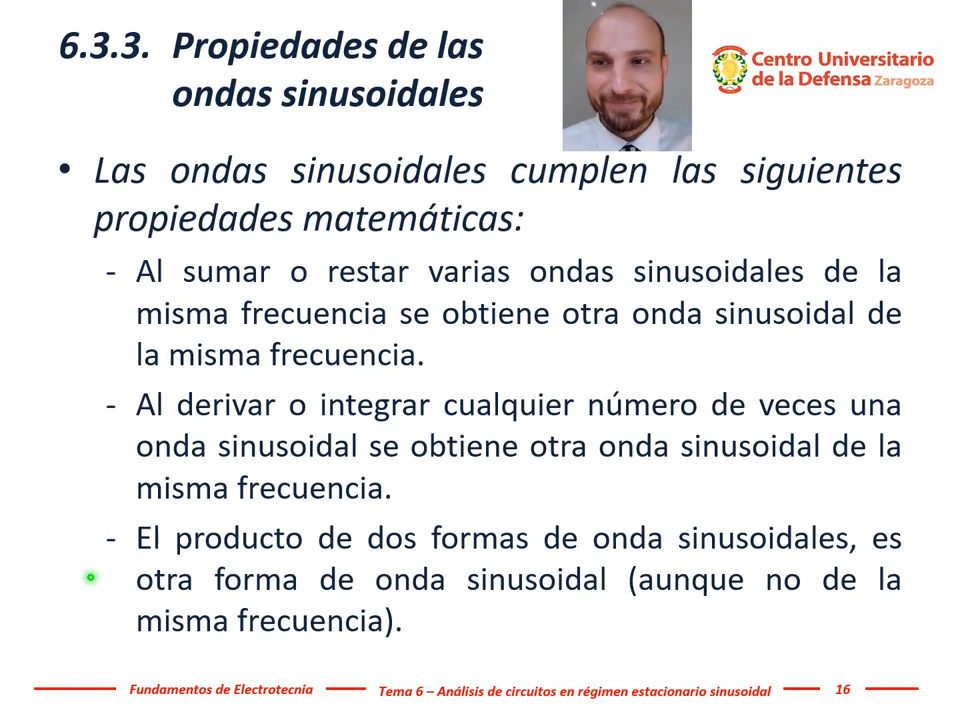 6.3.3. Propiedades de las
ondas sinusoidales
Centro Universitario
de la Defensa Zaragoza
• Las ondas sinusoidales cumplen las siguientes
propiedades matemáticas:
- Al sumar o restar varias ondas sinusoidales de la
misma frecuencia se obtiene otra onda sinusoidal de
la misma frecuencia.
- Al derivar o integrar cualquier número de veces una
onda sinusoidal se obtiene otra onda sinusoidal de la
misma frecuencia.
- El producto de dos formas de onda sinusoidales, es
otra forma de onda sinusoidal (aunque no de la
misma frecuencia).
Fundamentos de Electrotecnia
Tema 6 – Análisis de circuitos en régimen estacionario sinusoidal
16